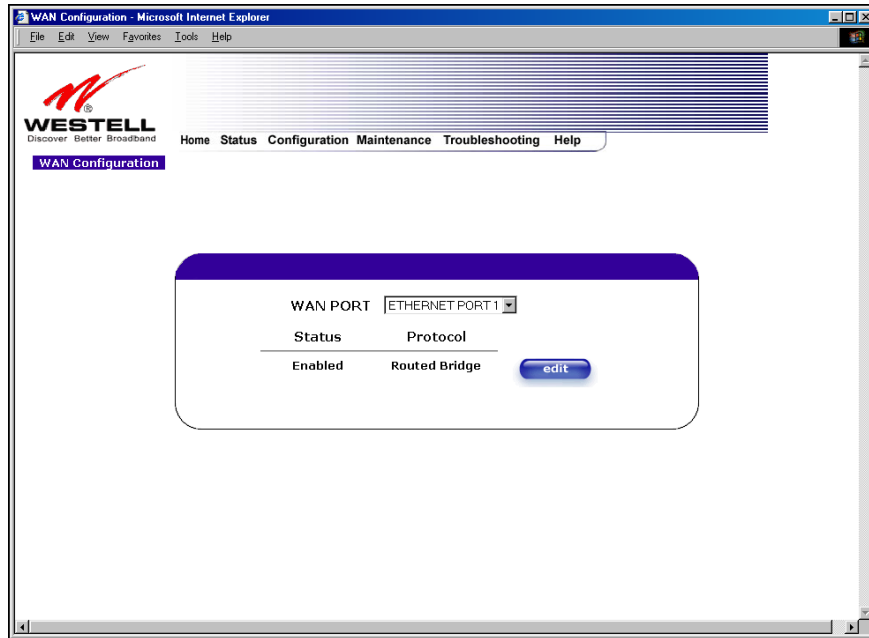 WAN Configuration - Microsoft Internet Explorer
File Edit View Favorites Tools Help
®
WESTELL
Discover Better Broadband
Home Status Configuration Maintenance Troubleshooting Help
WAN Configuration
WAN PORT ETHERNET PORT 1
Status Protocol
Enabled Routed Bridge edit